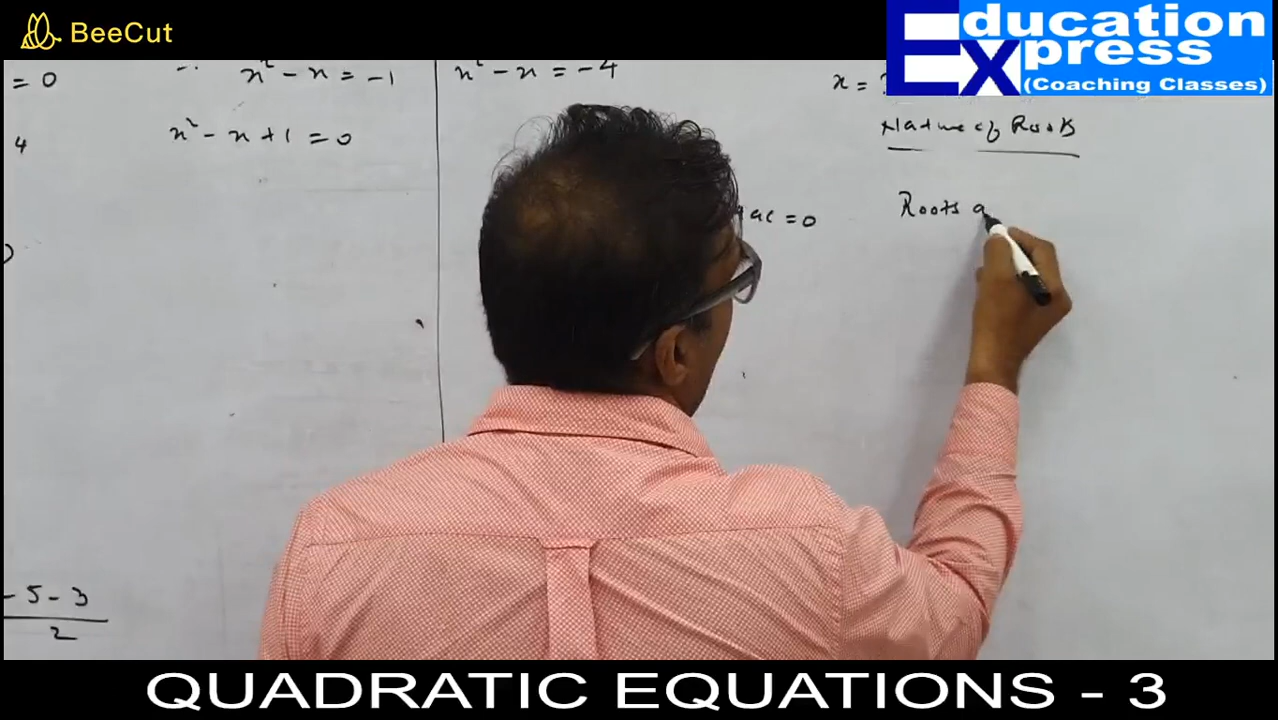 BeeCut
Education
Express
(Coaching Classes)
= 0
x² - x = -1
x² - x = -4
x =
4
x² - x + 1 = 0
Nature of Roots
ac = 0
Roots a
- 5 - 3
2
QUADRATIC EQUATIONS - 3